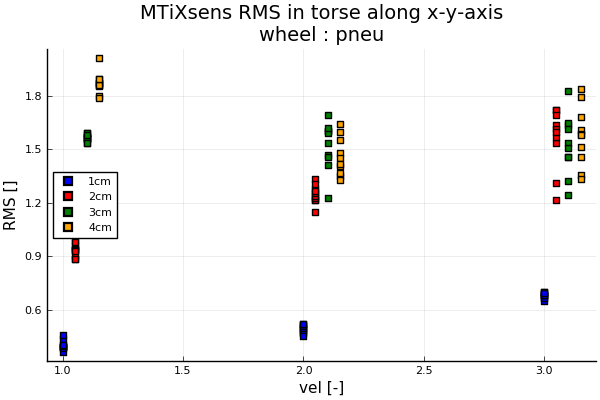 MTiXsens RMS in torse along x-y-axis
wheel : pneu
RMS []
1.8
1.5
1.2
0.9
0.6
1cm
2cm
3cm
4cm
1.0
1.5
2.0
2.5
3.0
vel [-]